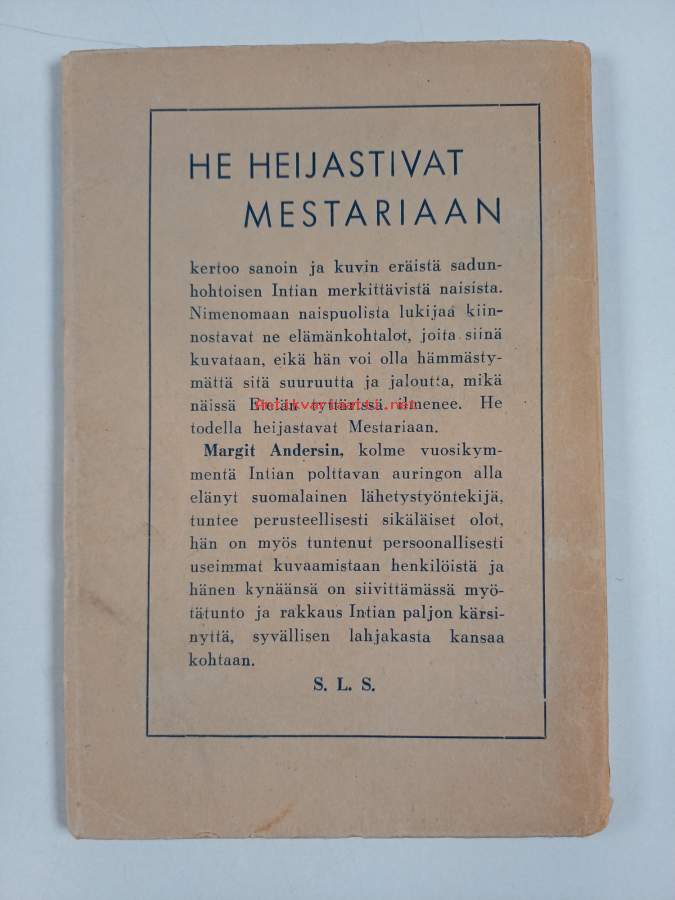 HE HEIJASTIVAT
MESTARIAAN
kertoo sanoin ja kuvin eräistä sadun-
hohtoisen Intian merkittävistä naisista.
Nimenomaan naispuolista lukijaa kiin-
nostavat ne elämänkohtalot, joita siinä
kuvataan, eikä hän voi olla hämmästy-
mättä sitä suuruutta ja jaloutta, mikä
näissä tyttärissä ilmenee. He
Antikvariaatti.net
todella heijastavat Mestariaan.
Margit Andersin, kolme vuosikym-
mentä Intian polttavan auringon alla
elänyt suomalainen lähetystyöntekijä,
tuntee perusteellisesti sikäläiset olot,
hän on myös tuntenut persoonallisesti
useimmat kuvaamistaan henkilöistä ja
hänen kynäänsä on siivittämässä myö-
tätunto ja rakkaus Intian paljon kärsi-
nyttä, syvällisen lahjakasta kansaa
kohtaan.
S. L. S.